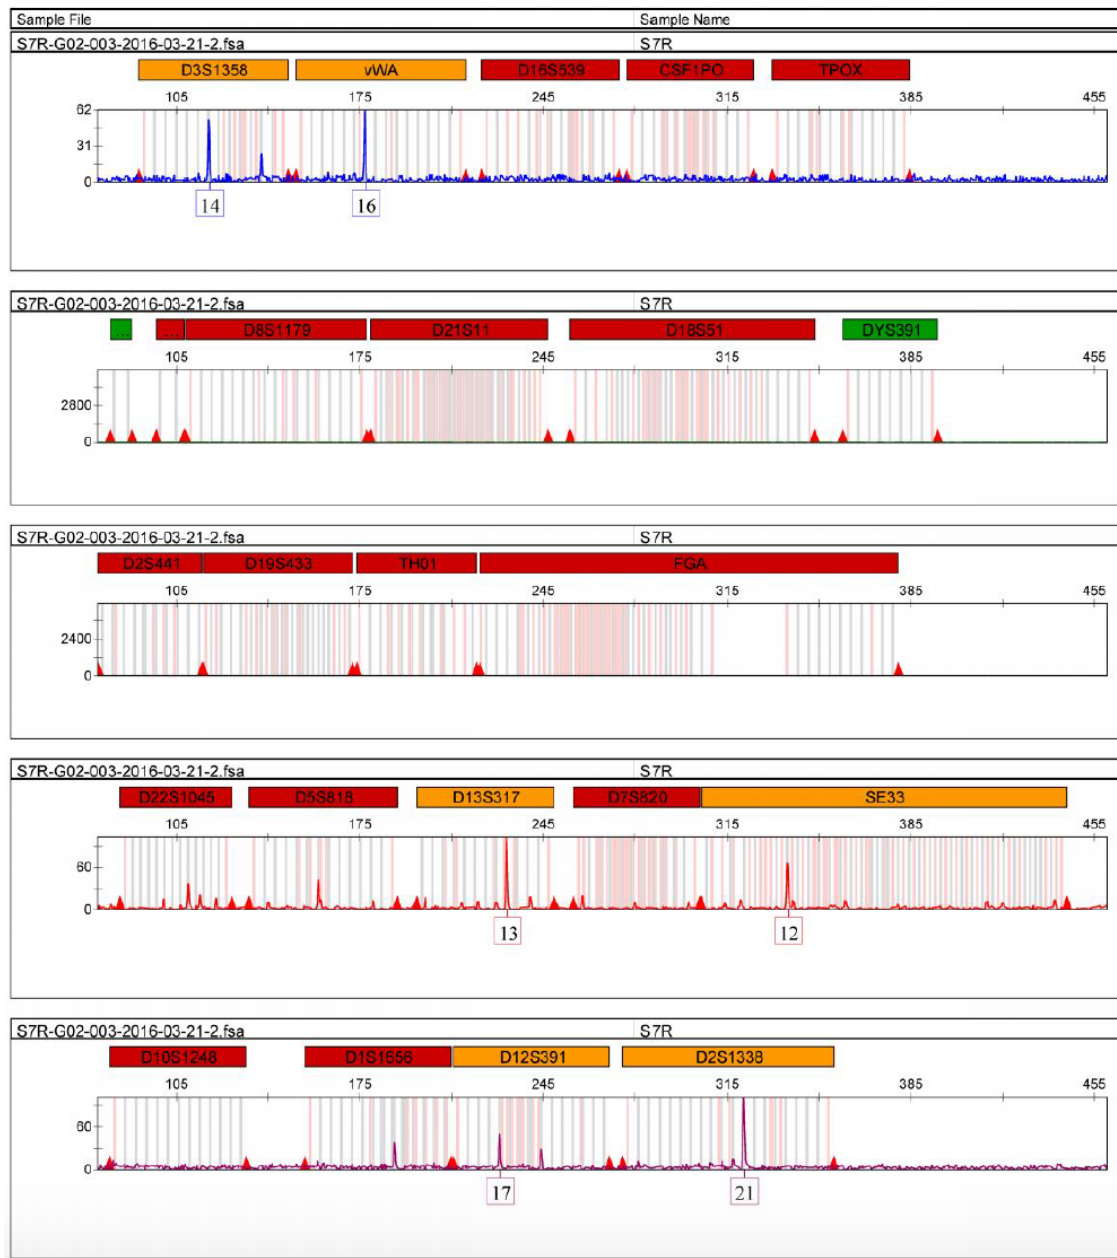 Sample File Sample Name
S7R-G02-003-2016-03-21-2.fsa S7R
D3S1358 vWA D16S539 CSF1PO TPOX
105 175 245 315 385 455
62
31
0
14 16
S7R-G02-003-2016-03-21-2.fsa S7R
... ... D8S1179 D21S11 D18S51 DYS391
105 175 245 315 385 455
2800
0
S7R-G02-003-2016-03-21-2.fsa S7R
D2S441 D19S433 TH01 FGA
105 175 245 315 385 455
2400
0
S7R-G02-003-2016-03-21-2.fsa S7R
D22S1045 D5S818 D13S317 D7S820 SE33
105 175 245 315 385 455
60
0
13 12
S7R-G02-003-2016-03-21-2.fsa S7R
D10S1248 D1S1656 D12S391 D2S1338
105 175 245 315 385 455
60
0
17 21